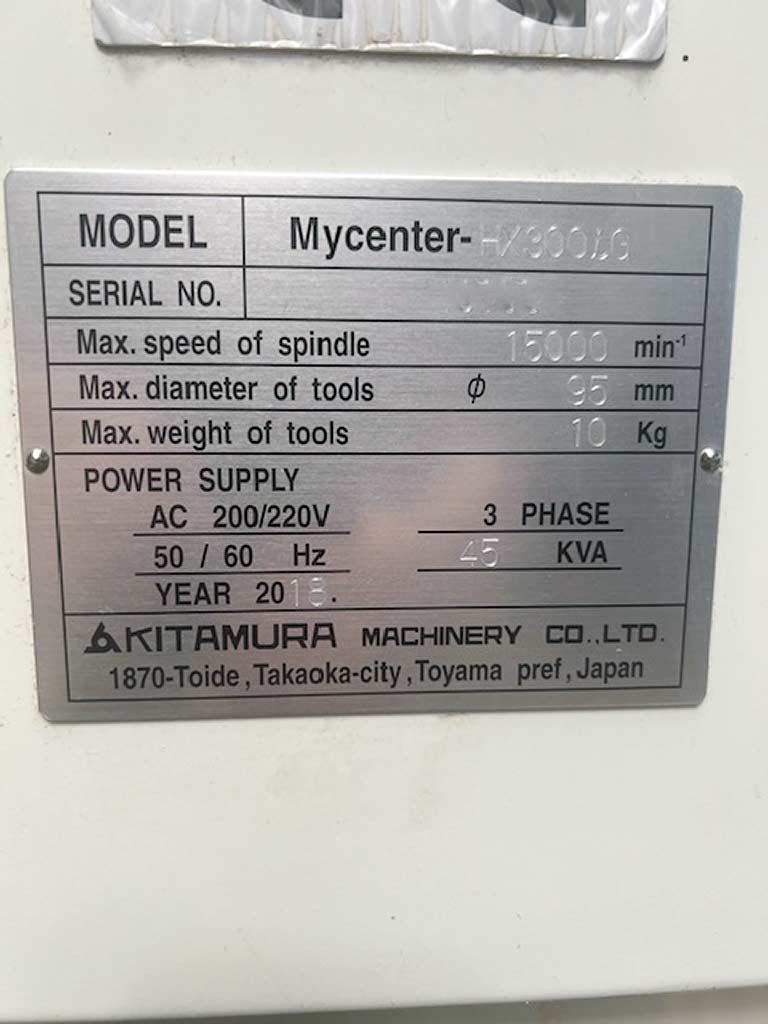 MODEL Mycenter-HX300iG
SERIAL NO.
Max. speed of spindle 15000 min-1
Max. diameter of tools ϕ 95 mm
Max. weight of tools 10 Kg
POWER SUPPLY
AC 200/220V 3 PHASE
50 / 60 Hz 45 KVA
YEAR 2018.
KITAMURA MACHINERY CO.,LTD.
1870-Toide, Takaoka-city, Toyama pref, Japan